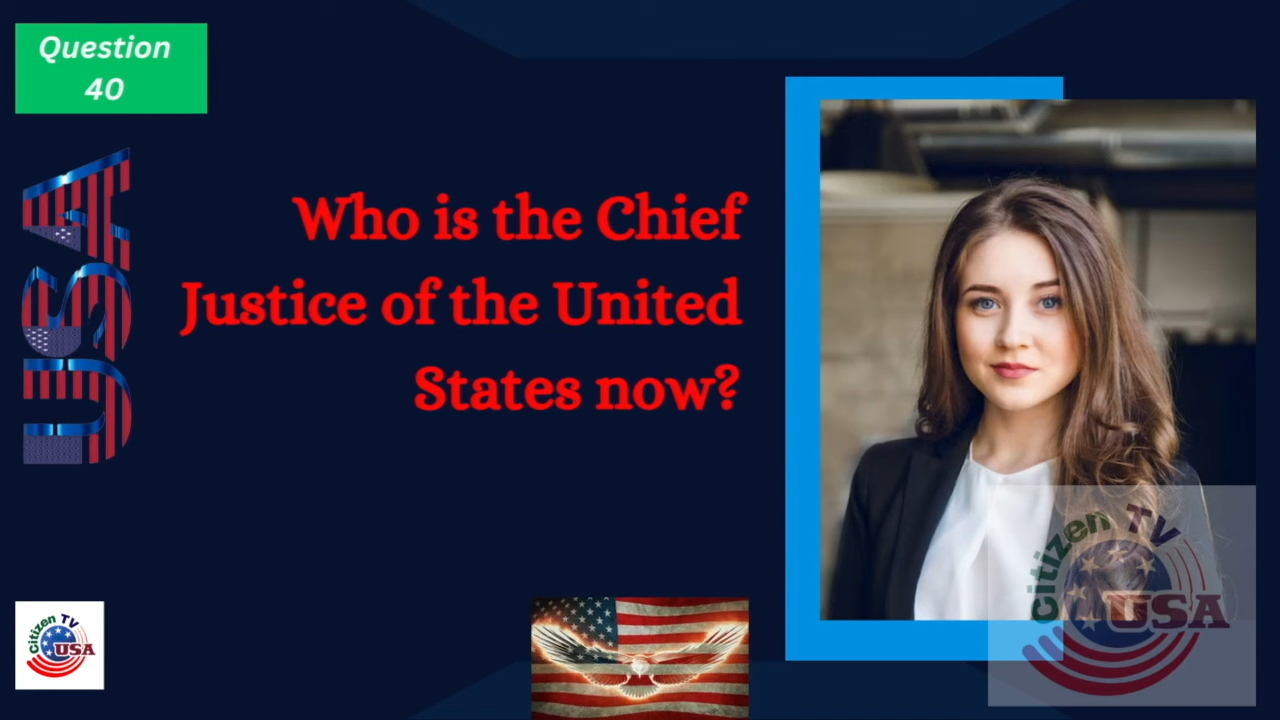 Question
40
USA
Who is the Chief
Justice of the United
States now?
Citizen TV
USA
Citizen TV
USA